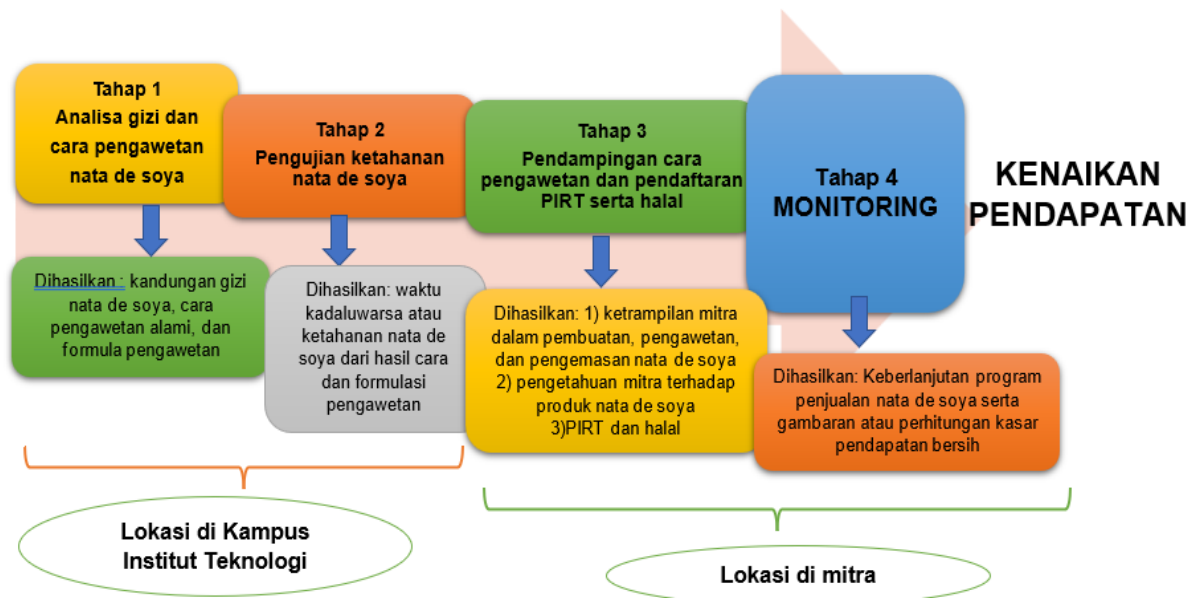 Tahap 1
Analisa gizi dan
cara pengawetan
nata de soya
Dihasilkan : kandungan gizi
nata de soya, cara
pengawetan alami, dan
formula pengawetan
Tahap 2
Pengujian ketahanan
nata de soya
Dihasilkan: waktu
kadaluwarsa atau
ketahanan nata de
soya dari hasil cara
dan formulasi
pengawetan
Tahap 3
Pendampingan cara
pengawetan dan pendaftaran
PIRT serta halal
Dihasilkan: 1) ketrampilan mitra
dalam pembuatan, pengawetan,
dan pengemasan nata de soya
2) pengetahuan mitra terhadap
produk nata de soya
3)PIRT dan halal
Tahap 4
MONITORING
Dihasilkan: Keberlanjutan program
penjualan nata de soya serta
gambaran atau perhitungan kasar
pendapatan bersih
KENAIKAN
PENDAPATAN
Lokasi di Kampus
Institut Teknologi
Lokasi di mitra